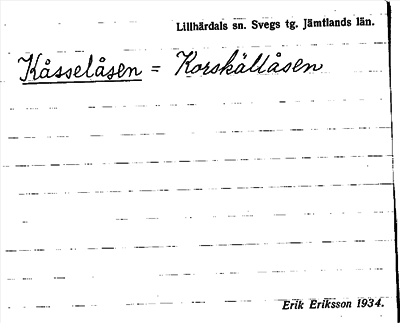 Lillhärdals sn. Svegs tg. Jämtlands län.
Kåsselåsen = Korskällåsen
Erik Eriksson 1934.